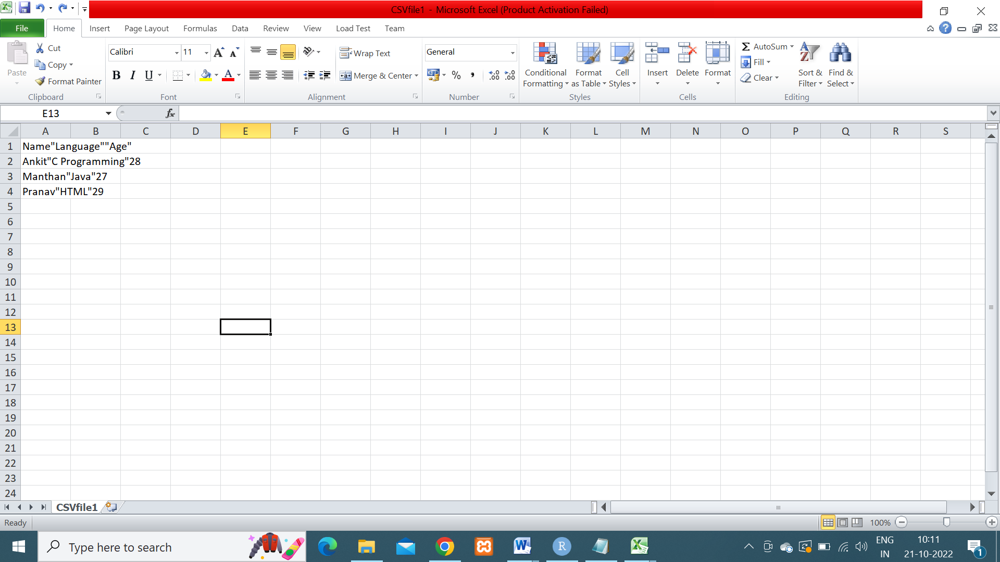 CSVfile1 - Microsoft Excel (Product Activation Failed)
File Home Insert Page Layout Formulas Data Review View Load Test Team
Paste Cut Copy Format Painter Clipboard
Calibri 11 B I U A Font
Wrap Text Merge & Center Alignment
General % , Number
Conditional Formatting Format as Table Cell Styles Styles
Insert Delete Format Cells
AutoSum Fill Clear Sort & Filter Find & Select Editing
E13 fx
A B C D E F G H I J K L M N O P Q R S
1 Name"Language""Age"
2 Ankit"C Programming"28
3 Manthan"Java"27
4 Pranav"HTML"29
5
6
7
8
9
10
11
12
13
14
15
16
17
18
19
20
21
22
23
24
CSVfile1
Ready 100%
Type here to search
ENG 10:11
IN 21-10-2022 1